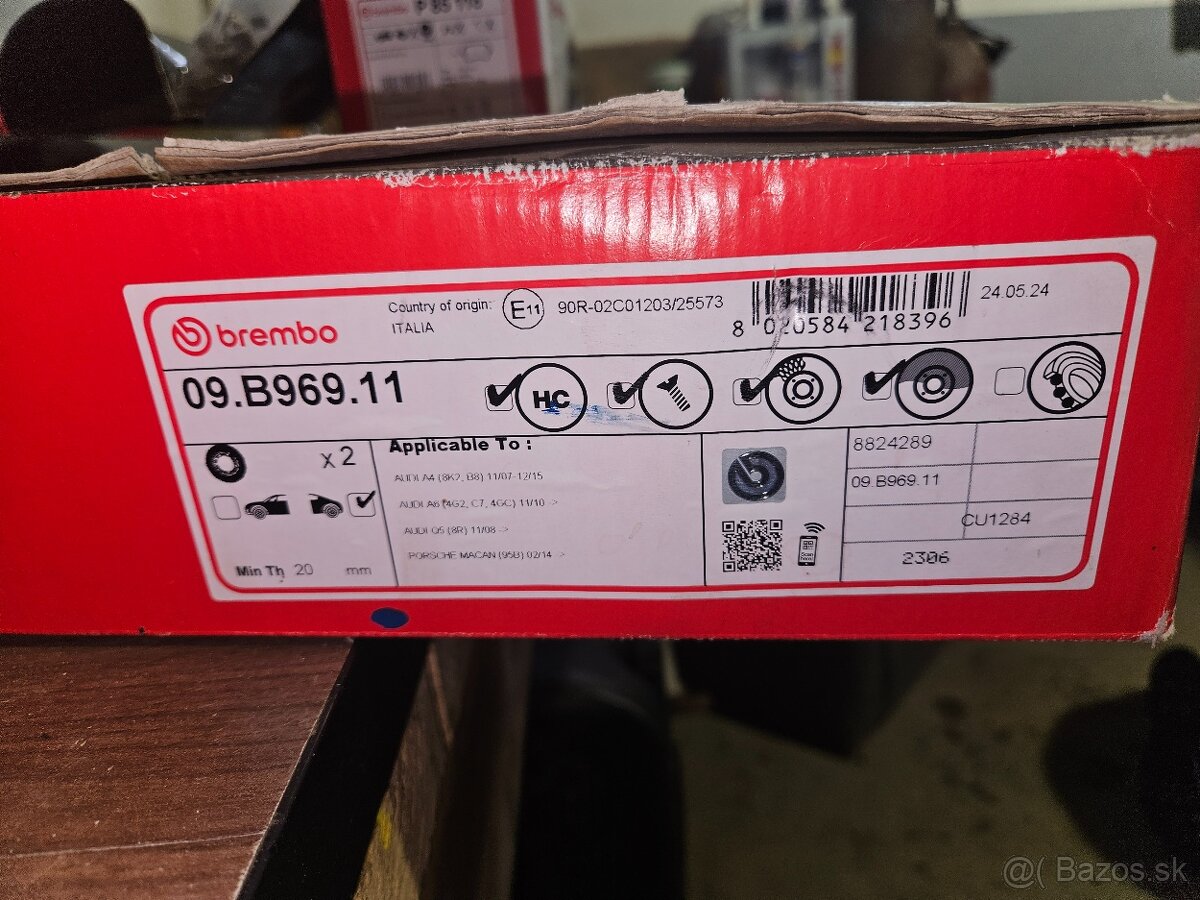 P 85 110
Country of origin: E11 90R-02C01203/25573 24.05.24
brembo ITALIA 8 020584 218396
09.B969.11 HC
x2 Applicable To : 8824289
AUDI A4 (8K2, B8) 11/07-12/15 09.B969.11
AUDI A6 (4G2, C7, 4GC) 11/10 ->
AUDI Q5 (8R) 11/08 -> CU1284
PORSCHE MACAN (95B) 02/14 -> 2306
Min Th 20 mm
@( Bazos.sk